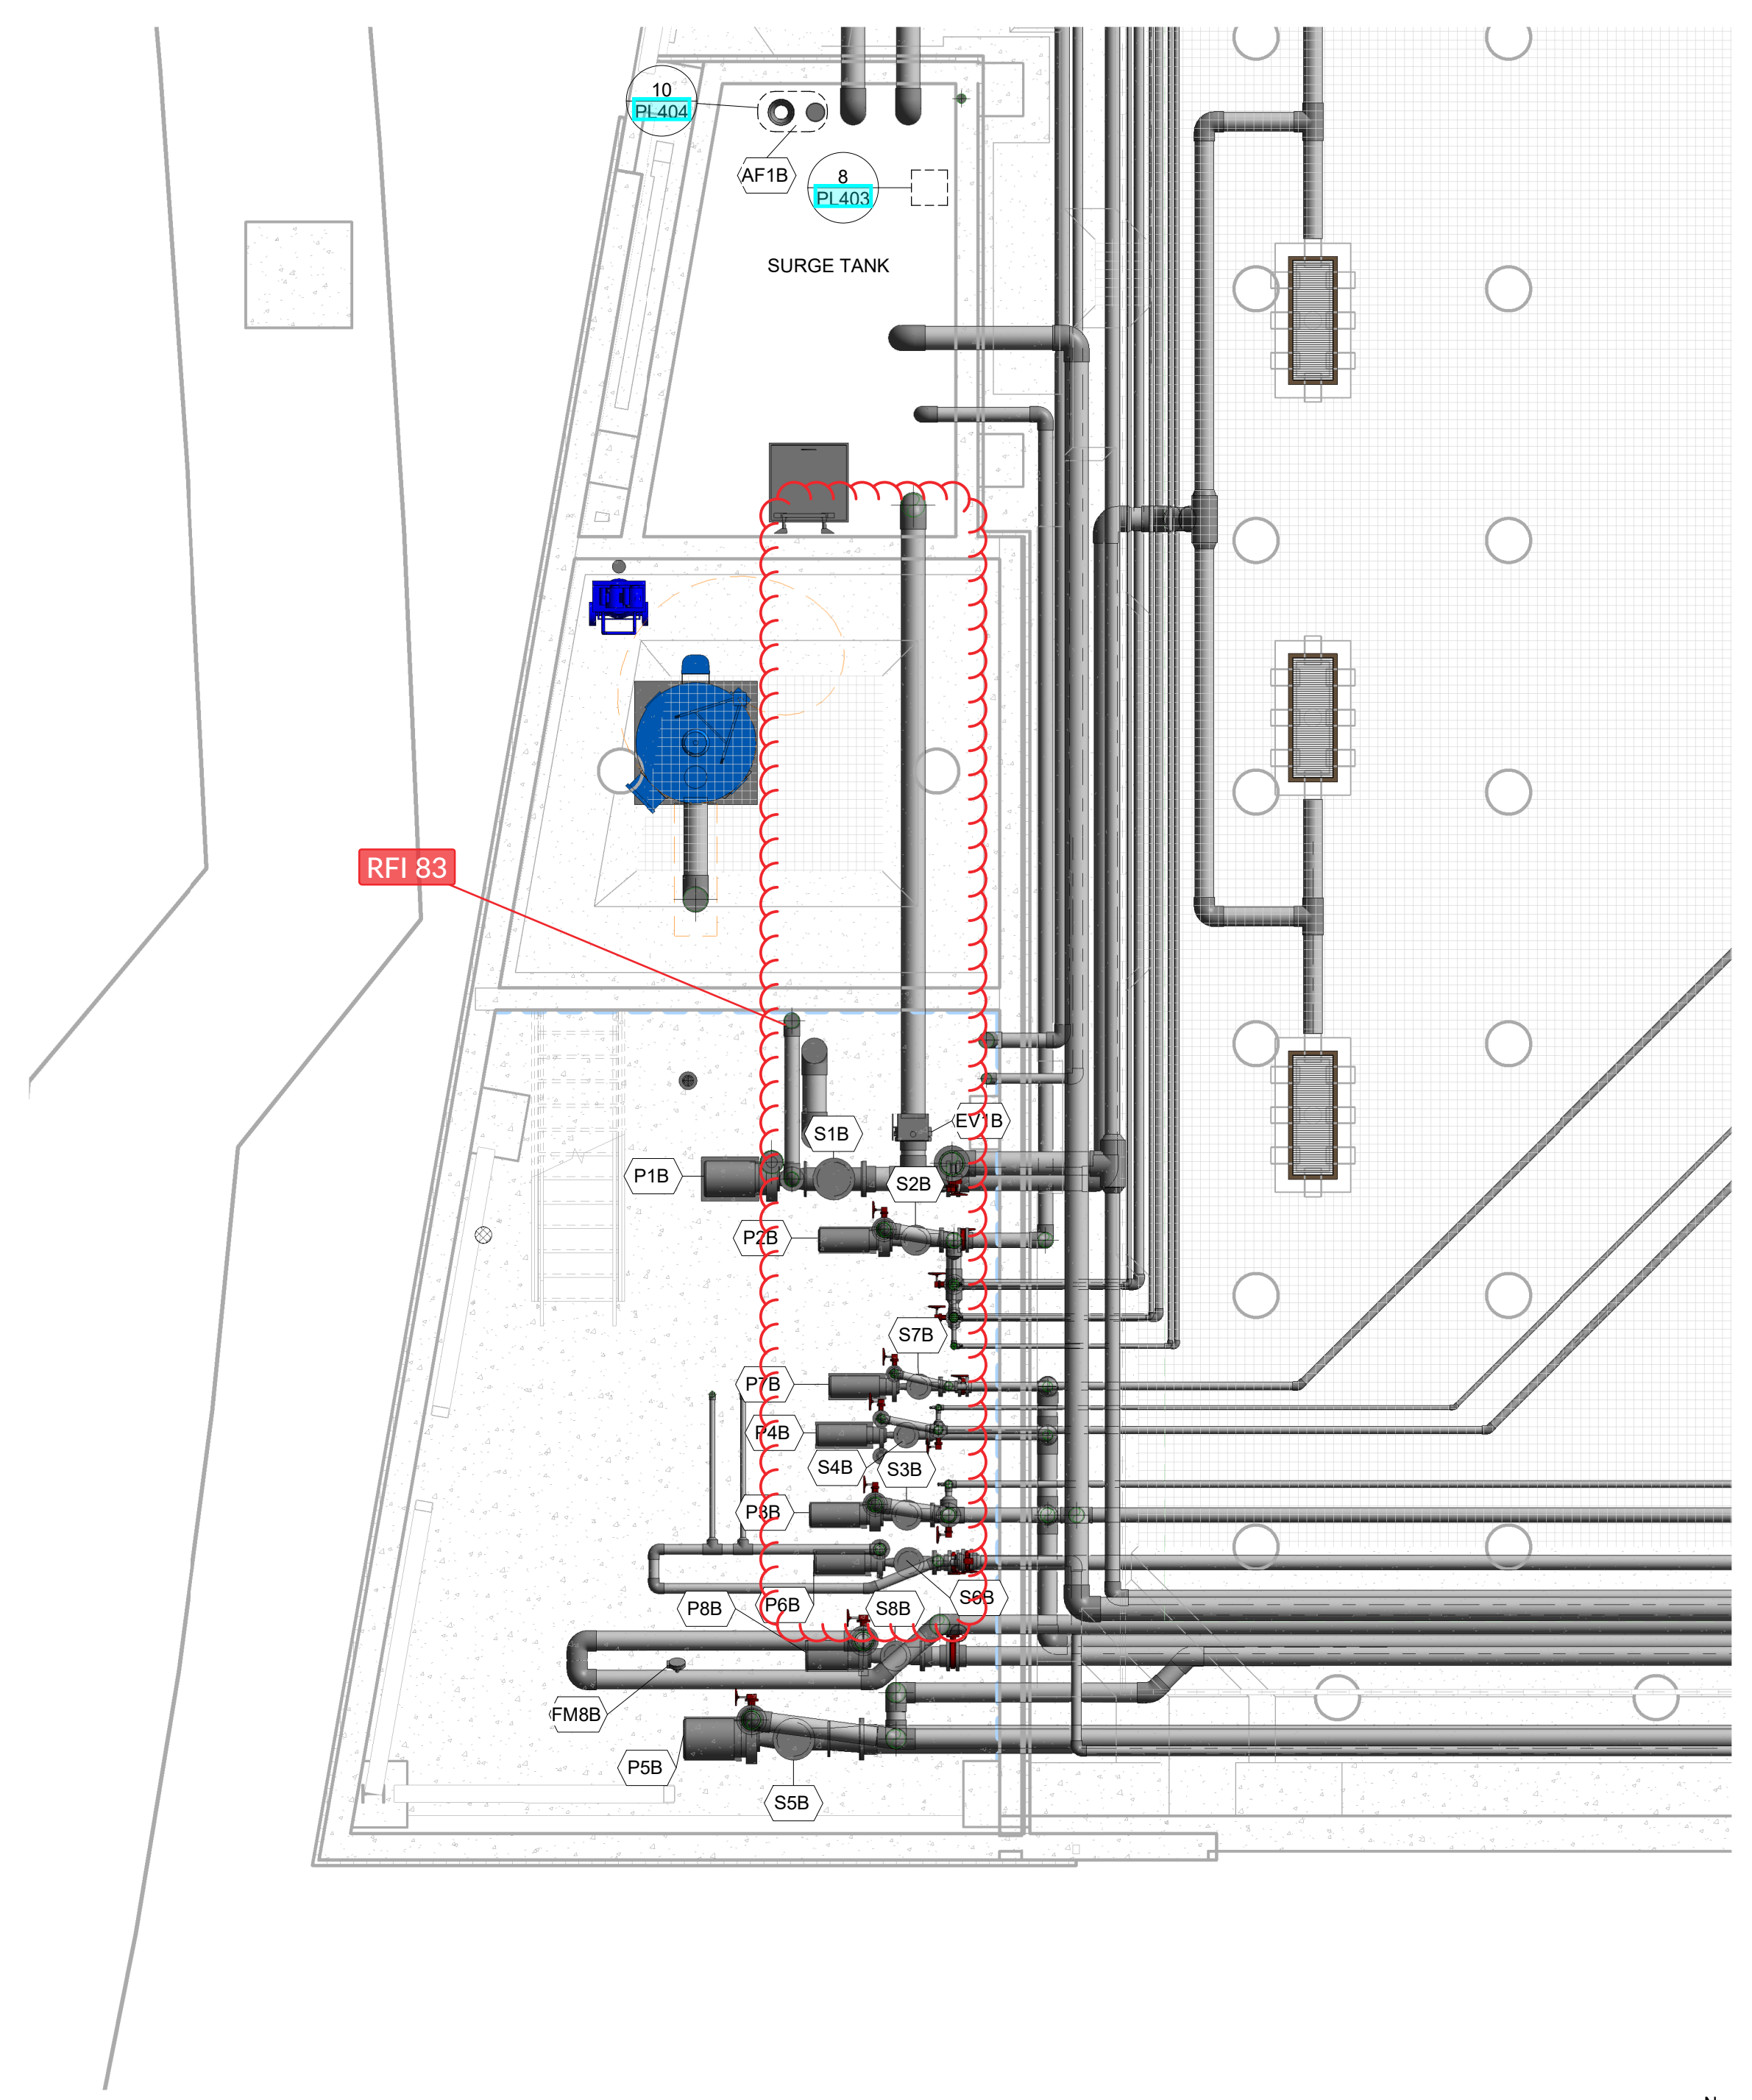 10
PL404
AF1B
8
PL403
SURGE TANK
RFI 83
EV1B
S1B
P1B
S2B
P2B
S7B
P7B
P4B
S4B
S3B
P3B
S6B
P6B
P8B
S8B
FM8B
P5B
S5B
N